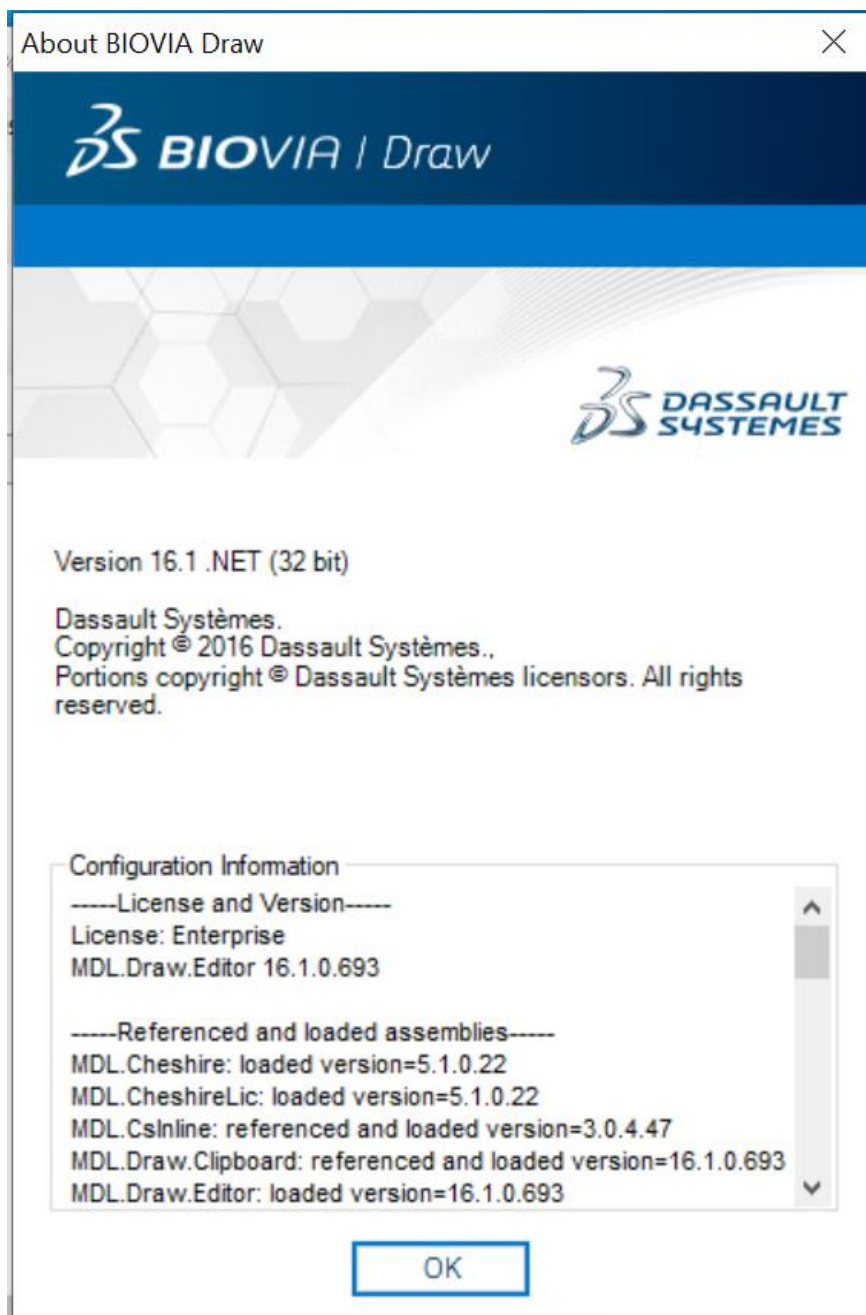 About BIOVIA Draw
BIOVIA | Draw
DASSAULT
SYSTEMES
Version 16.1 .NET (32 bit)
Dassault Systèmes.
Copyright © 2016 Dassault Systèmes.,
Portions copyright © Dassault Systèmes licensors. All rights
reserved.
Configuration Information
-----License and Version-----
License: Enterprise
MDL.Draw.Editor 16.1.0.693
-----Referenced and loaded assemblies-----
MDL.Cheshire: loaded version=5.1.0.22
MDL.CheshireLic: loaded version=5.1.0.22
MDL.CsInline: referenced and loaded version=3.0.4.47
MDL.Draw.Clipboard: referenced and loaded version=16.1.0.693
MDL.Draw.Editor: loaded version=16.1.0.693
OK